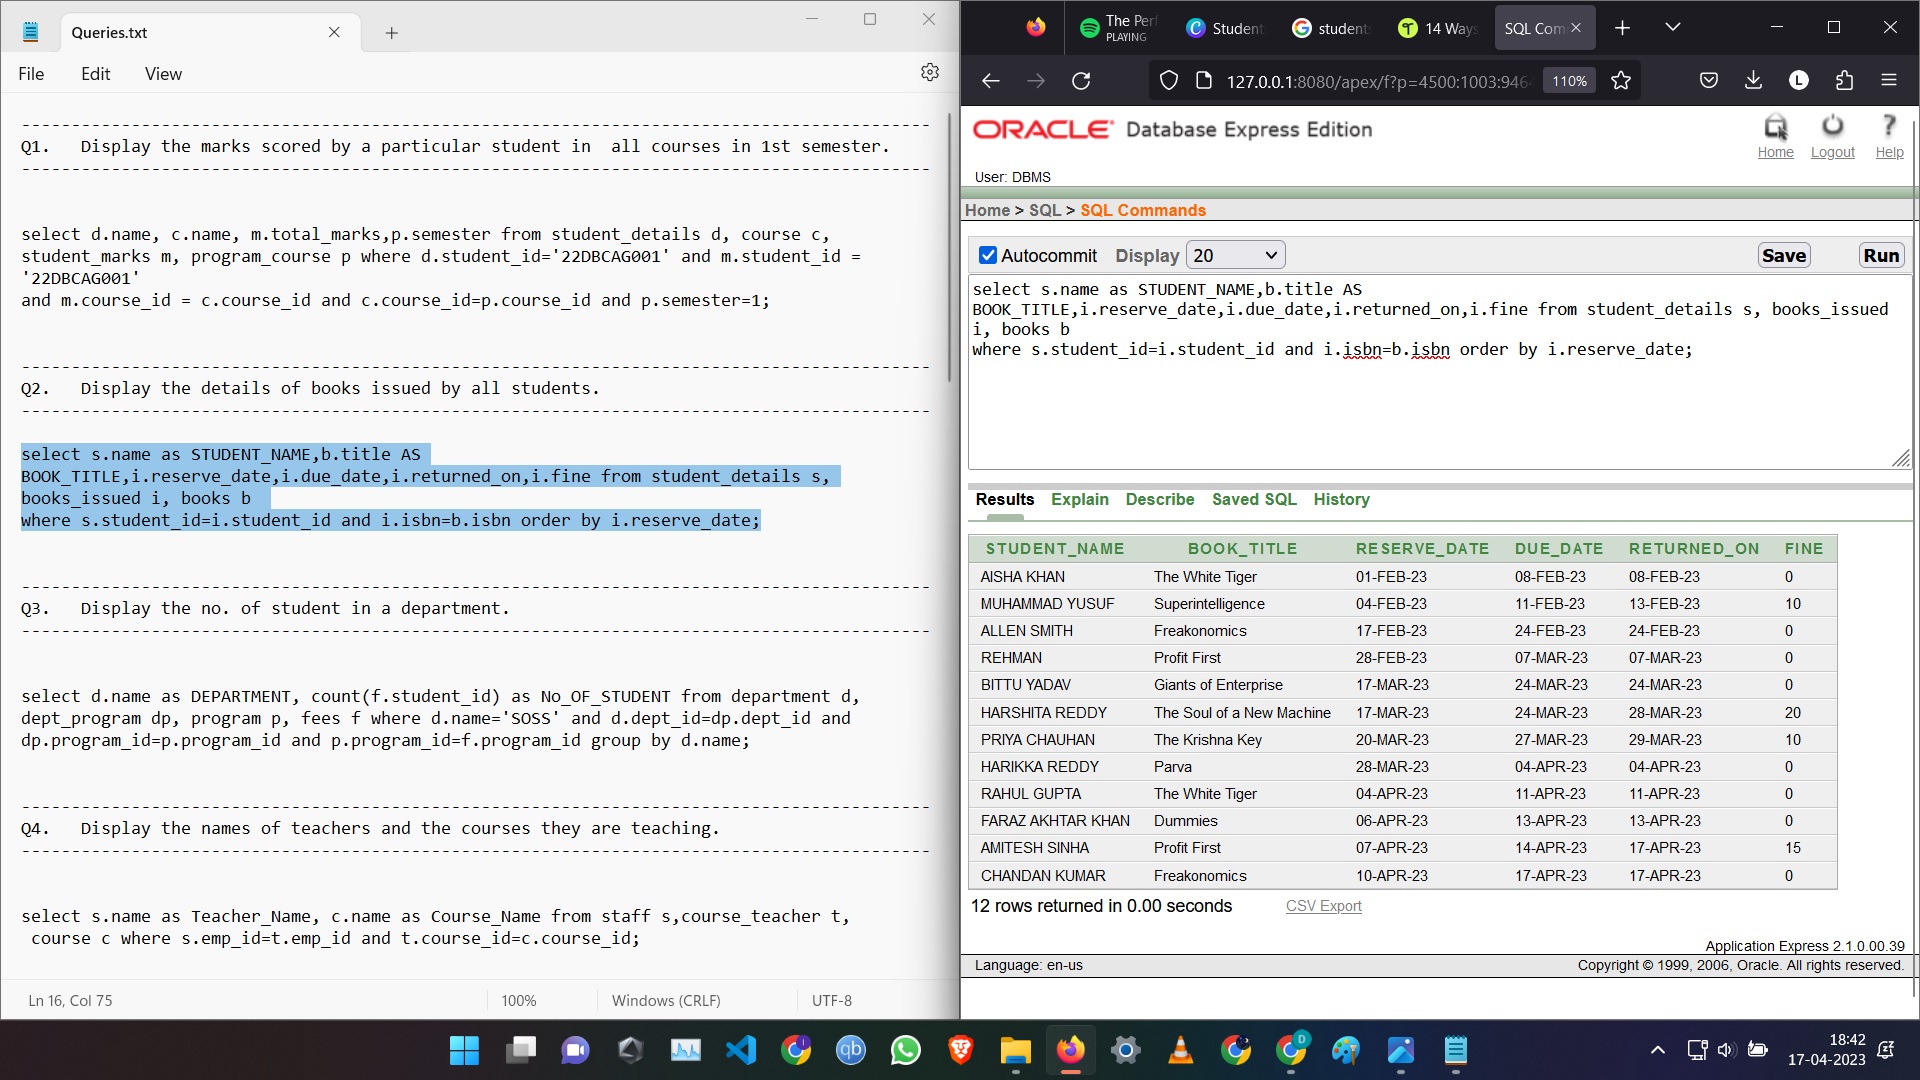 Queries.txt
File Edit View
--------------------------------------------------------------------------------------------
Q1.   Display the marks scored by a particular student in  all courses in 1st semester.
--------------------------------------------------------------------------------------------
select d.name, c.name, m.total_marks,p.semester from student_details d, course c,
student_marks m, program_course p where d.student_id='22DBCAG001' and m.student_id =
'22DBCAG001'
and m.course_id = c.course_id and c.course_id=p.course_id and p.semester=1;
--------------------------------------------------------------------------------------------
Q2.   Display the details of books issued by all students.
--------------------------------------------------------------------------------------------
select s.name as STUDENT_NAME,b.title AS
BOOK_TITLE,i.reserve_date,i.due_date,i.returned_on,i.fine from student_details s,
books_issued i, books b
where s.student_id=i.student_id and i.isbn=b.isbn order by i.reserve_date;
--------------------------------------------------------------------------------------------
Q3.   Display the no. of student in a department.
--------------------------------------------------------------------------------------------
select d.name as DEPARTMENT, count(f.student_id) as No_OF_STUDENT from department d,
dept_program dp, program p, fees f where d.name='SOSS' and d.dept_id=dp.dept_id and
dp.program_id=p.program_id and p.program_id=f.program_id group by d.name;
--------------------------------------------------------------------------------------------
Q4.   Display the names of teachers and the courses they are teaching.
--------------------------------------------------------------------------------------------
select s.name as Teacher_Name, c.name as Course_Name from staff s,course_teacher t,
 course c where s.emp_id=t.emp_id and t.course_id=c.course_id;
Ln 16, Col 75 100% Windows (CRLF) UTF-8
The Perf
PLAYING
Student
student
14 Ways
SQL Com
127.0.0.1:8080/apex/f?p=4500:1003:946 110% L
ORACLE Database Express Edition
Home Logout Help
User: DBMS
Home > SQL > SQL Commands
Autocommit Display 20 Save Run
select s.name as STUDENT_NAME,b.title AS
BOOK_TITLE,i.reserve_date,i.due_date,i.returned_on,i.fine from student_details s, books_issued
i, books b
where s.student_id=i.student_id and i.isbn=b.isbn order by i.reserve_date;
Results Explain Describe Saved SQL History
STUDENT_NAME BOOK_TITLE RESERVE_DATE DUE_DATE RETURNED_ON FINE
AISHA KHAN The White Tiger 01-FEB-23 08-FEB-23 08-FEB-23 0
MUHAMMAD YUSUF Superintelligence 04-FEB-23 11-FEB-23 13-FEB-23 10
ALLEN SMITH Freakonomics 17-FEB-23 24-FEB-23 24-FEB-23 0
REHMAN Profit First 28-FEB-23 07-MAR-23 07-MAR-23 0
BITTU YADAV Giants of Enterprise 17-MAR-23 24-MAR-23 24-MAR-23 0
HARSHITA REDDY The Soul of a New Machine 17-MAR-23 24-MAR-23 28-MAR-23 20
PRIYA CHAUHAN The Krishna Key 20-MAR-23 27-MAR-23 29-MAR-23 10
HARIKKA REDDY Parva 28-MAR-23 04-APR-23 04-APR-23 0
RAHUL GUPTA The White Tiger 04-APR-23 11-APR-23 11-APR-23 0
FARAZ AKHTAR KHAN Dummies 06-APR-23 13-APR-23 13-APR-23 0
AMITESH SINHA Profit First 07-APR-23 14-APR-23 17-APR-23 15
CHANDAN KUMAR Freakonomics 10-APR-23 17-APR-23 17-APR-23 0
12 rows returned in 0.00 seconds CSV Export
Application Express 2.1.0.00.39
Language: en-us Copyright © 1999, 2006, Oracle. All rights reserved.
qb D
18:42
17-04-2023